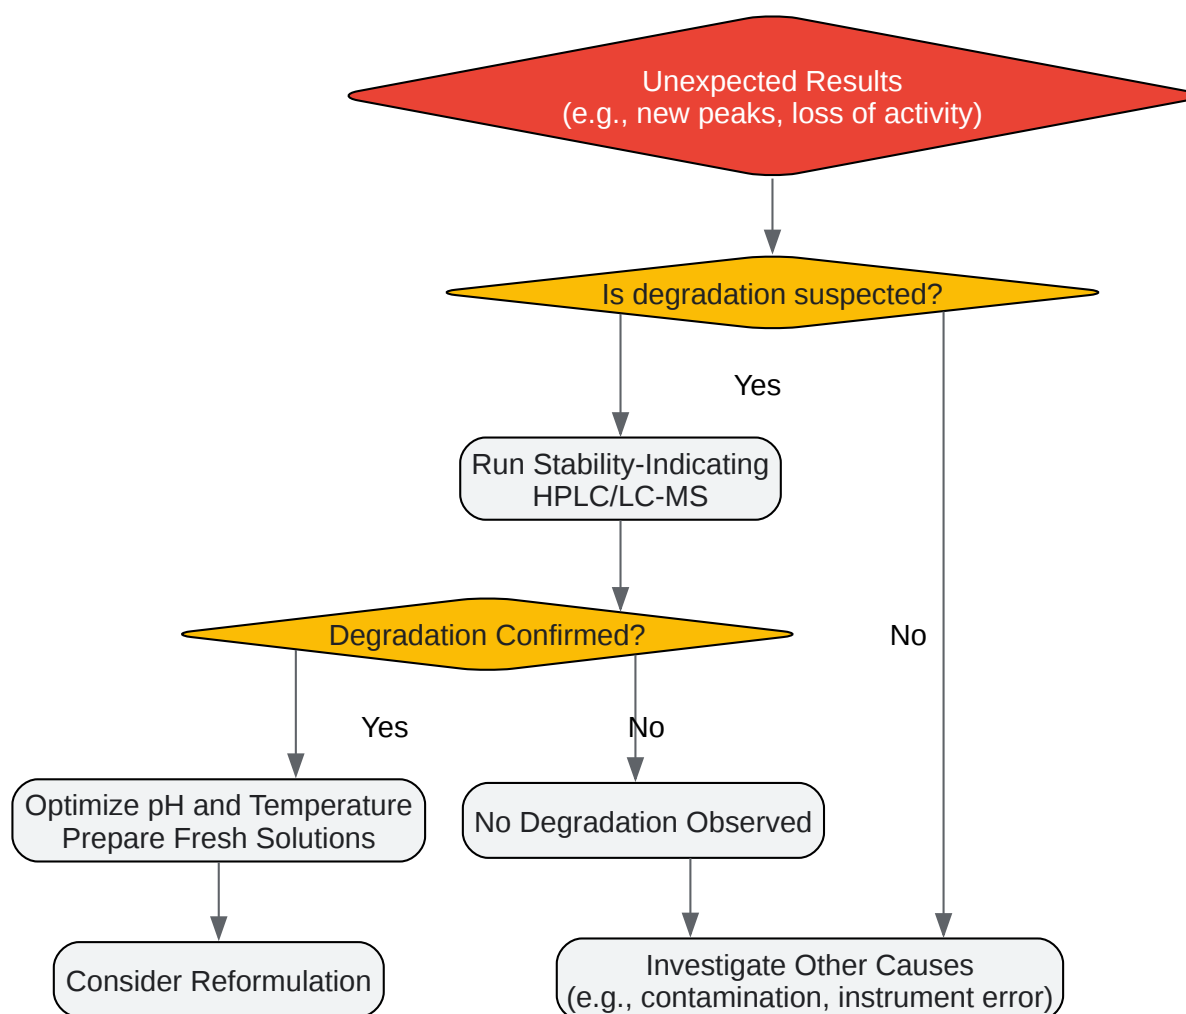 Unexpected Results
(e.g., new peaks, loss of activity)
Is degradation suspected?
Yes
Run Stability-Indicating
HPLC/LC-MS
Degradation Confirmed?
No
Yes
No
Optimize pH and Temperature
Prepare Fresh Solutions
No Degradation Observed
Consider Reformulation
Investigate Other Causes
(e.g., contamination, instrument error)